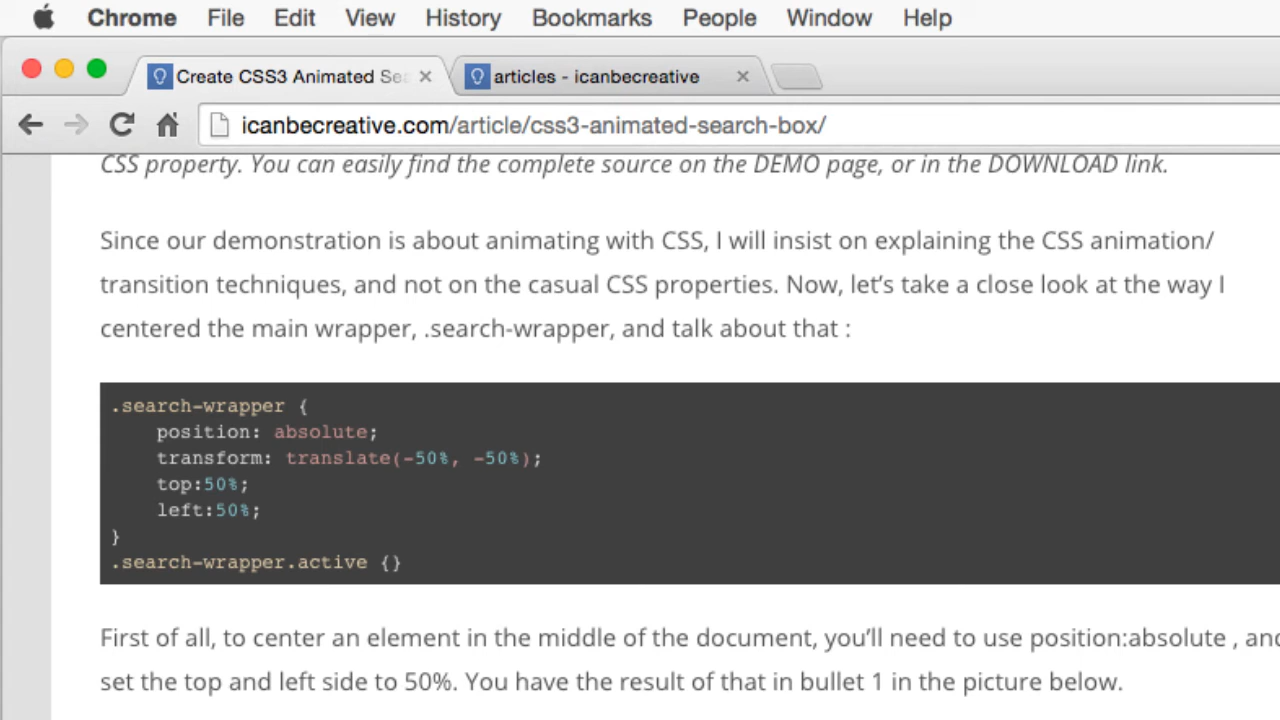 Chrome File Edit View History Bookmarks People Window Help
Create CSS3 Animated Sea articles - icanbecreative
icanbecreative.com/article/css3-animated-search-box/
CSS property. You can easily find the complete source on the DEMO page, or in the DOWNLOAD link.
Since our demonstration is about animating with CSS, I will insist on explaining the CSS animation/
transition techniques, and not on the casual CSS properties. Now, let’s take a close look at the way I
centered the main wrapper, .search-wrapper, and talk about that :
.search-wrapper {
position: absolute;
transform: translate(-50%, -50%);
top:50%;
left:50%;
}
.search-wrapper.active {}
First of all, to center an element in the middle of the document, you’ll need to use position:absolute , and
set the top and left side to 50%. You have the result of that in bullet 1 in the picture below.